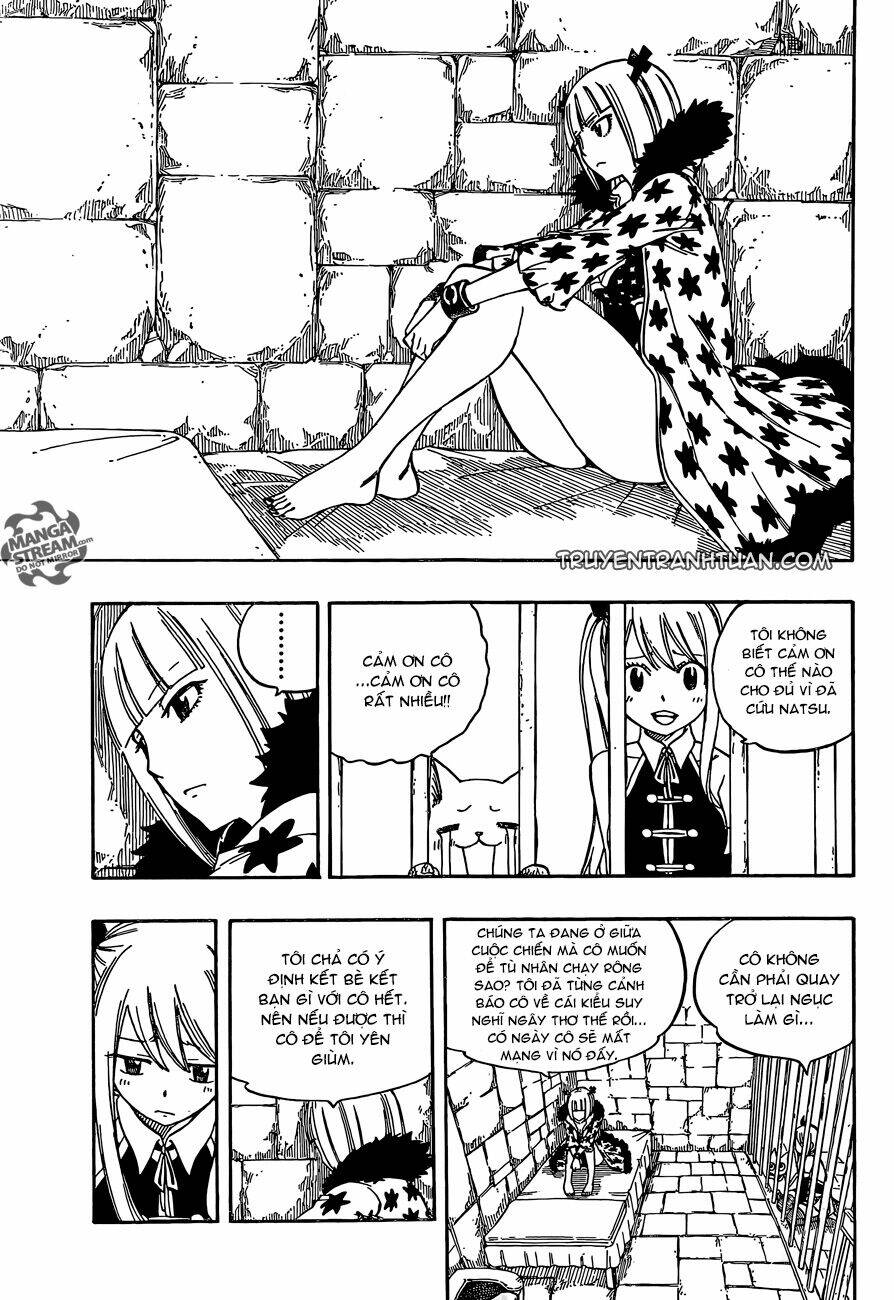 MANGA
STREAM.com
DO NOT MIRROR
TRUYENTRANHTUAN.COM
TÔI KHÔNG
BIẾT CẢM ƠN
CÔ THẾ NÀO
CHO ĐỦ VÌ ĐÃ
CỨU NATSU.
CẢM ƠN CÔ
...CẢM ƠN CÔ
RẤT NHIỀU!!
........
CÔ KHÔNG
CẦN PHẢI QUAY
TRỞ LẠI NGỤC
LÀM GÌ...
CHÚNG TA ĐANG Ở GIỮA
CUỘC CHIẾN MÀ CÔ MUỐN
ĐỂ TÙ NHÂN CHẠY RÔNG
SAO? TÔI ĐÃ TỪNG CẢNH
BÁO CÔ VỀ CÁI KIỂU SUY
NGHĨ NGÂY THƠ THẾ RỒI...
CÓ NGÀY CÔ SẼ MẤT
MẠNG VÌ NÓ ĐẤY.
TÔI CHẢ CÓ Ý
ĐỊNH KẾT BÈ KẾT
BẠN GÌ VỚI CÔ HẾT.
NÊN NẾU ĐƯỢC THÌ
CÔ ĐỂ TÔI YÊN
GIÙM.